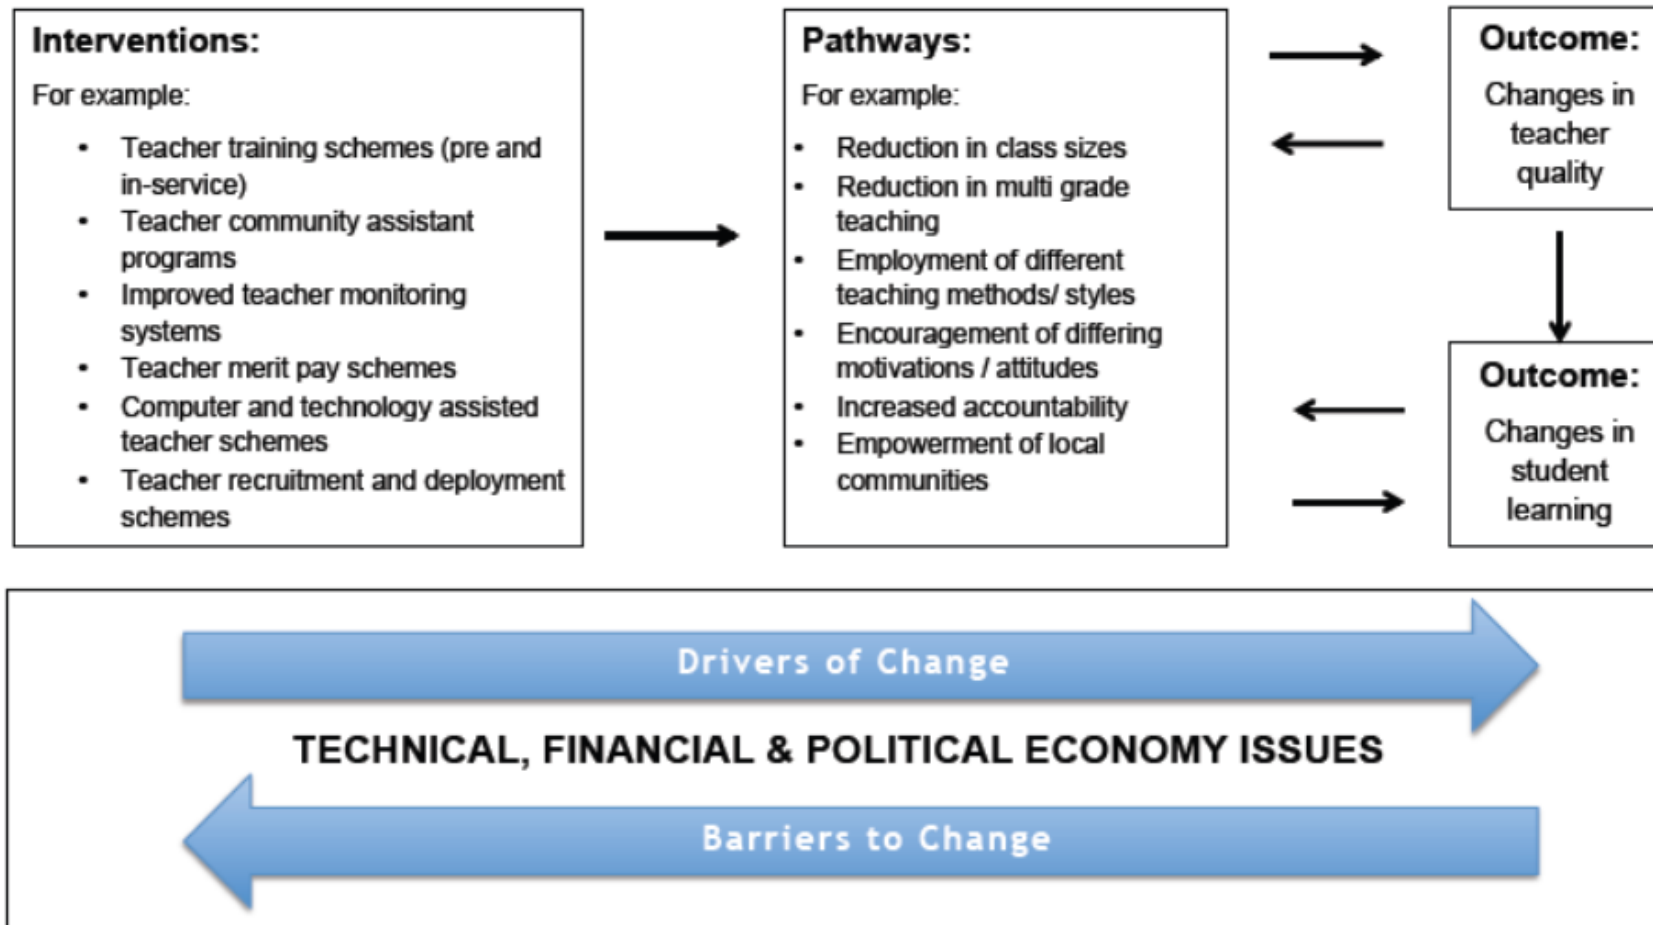 Interventions:
For example:
• Teacher training schemes (pre and
in-service)
• Teacher community assistant
programs
• Improved teacher monitoring
systems
• Teacher merit pay schemes
• Computer and technology assisted
teacher schemes
• Teacher recruitment and deployment
schemes
Pathways:
For example:
• Reduction in class sizes
• Reduction in multi grade
teaching
• Employment of different
teaching methods/ styles
• Encouragement of differing
motivations / attitudes
• Increased accountability
• Empowerment of local
communities
Outcome:
Changes in
teacher
quality
Outcome:
Changes in
student
learning
Drivers of Change
TECHNICAL, FINANCIAL & POLITICAL ECONOMY ISSUES
Barriers to Change